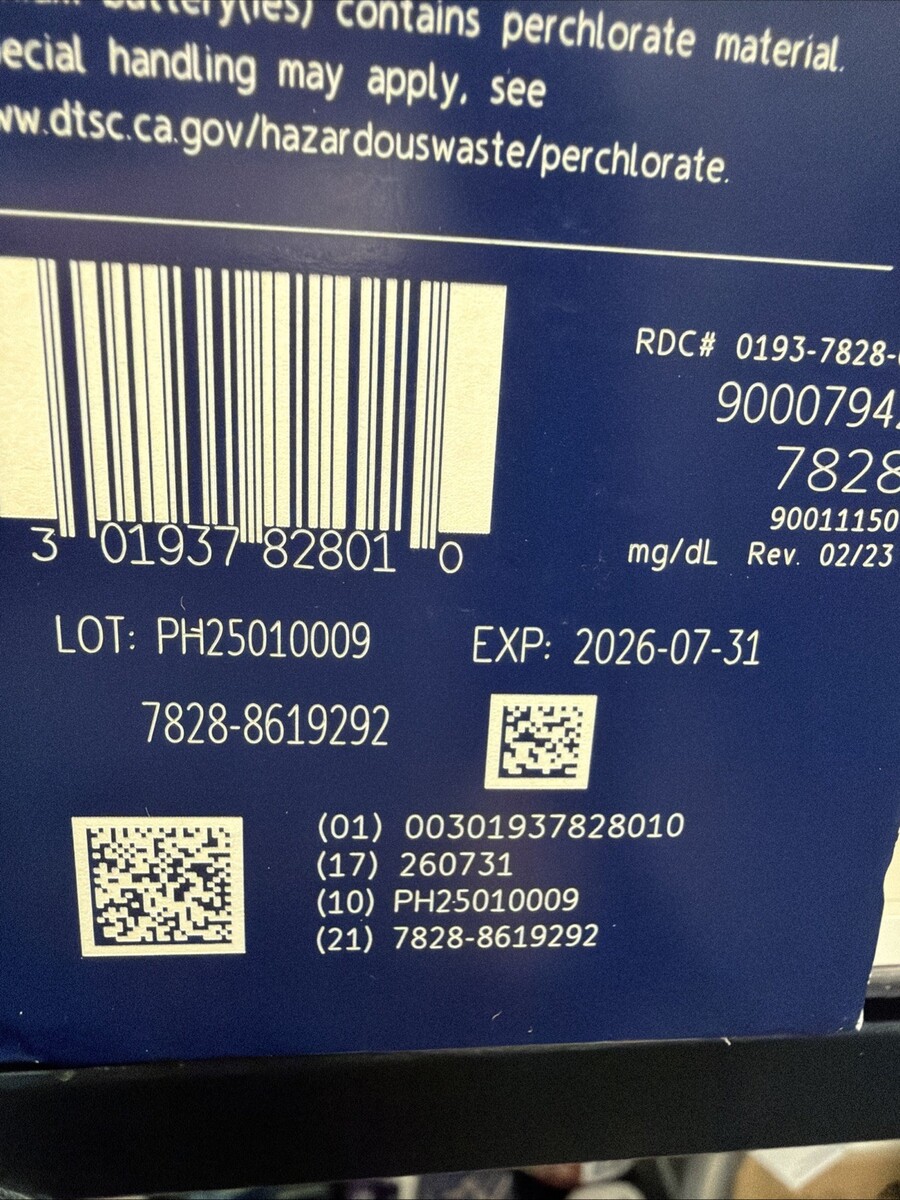 contains perchlorate material.
handling may apply, see
dtsc.ca.gov/hazardouswaste/perchlorate.
3 01937 82801 0
RDC# 0193-7828-
9000794
7828
90011150
mg/dL Rev. 02/23
LOT: PH25010009
EXP: 2026-07-31
7828-8619292
(01) 00301937828010
(17) 260731
(10) PH25010009
(21) 7828-8619292